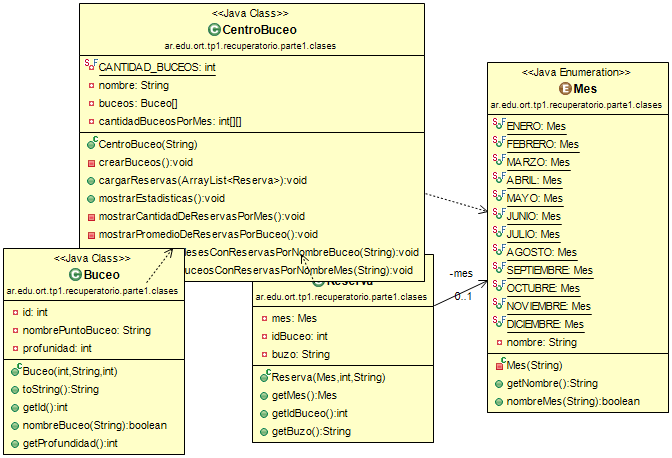 <<Java Class>>
CentroBuceo
ar.edu.ort.tp1.recuperatorio.parte1.clases
CANTIDAD_BUCEOS: int
nombre: String
buceos: Buceo[]
cantidadBuceosPorMes: int[][]
CentroBuceo(String)
crearBuceos():void
cargarReservas(ArrayList<Reserva>):void
mostrarEstadisticas():void
mostrarCantidadDeReservasPorMes():void
mostrarPromedioDeReservasPorBuceo():void
esesConReservasPorNombreBuceo(String):void
uceosConReservasPorNombreMes(String):void
<<Java Class>>
Buceo
ar.edu.ort.tp1.recuperatorio.parte1.clases
id: int
nombrePuntoBuceo: String
profunidad: int
Buceo(int,String,int)
toString():String
getId():int
nombreBuceo(String):boolean
getProfundidad():int
Reserva
ar.edu.ort.tp1.recuperatorio.parte1.clases
mes: Mes
idBuceo: int
buzo: String
Reserva(Mes,int,String)
getMes():Mes
getIdBuceo():int
getBuzo():String
-mes
0..1
<<Java Enumeration>>
Mes
ar.edu.ort.tp1.recuperatorio.parte1.clases
ENERO: Mes
FEBRERO: Mes
MARZO: Mes
ABRIL: Mes
MAYO: Mes
JUNIO: Mes
JULIO: Mes
AGOSTO: Mes
SEPTIEMBRE: Mes
OCTUBRE: Mes
NOVIEMBRE: Mes
DICIEMBRE: Mes
nombre: String
Mes(String)
getNombre():String
nombreMes(String):boolean